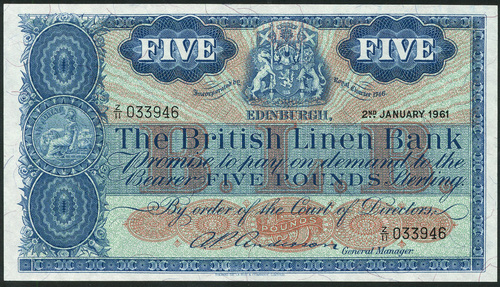 FIVE FIVE
Incorporated by Royal Charter 1746
EDINBURGH, 2ND JANUARY 1961
Z/11 033946
The British Linen Bank
Promise to pay on demand to the
Bearer FIVE POUNDS Sterling.
By order of the Court of Directors,
POUNDS
Z/11 033946
General Manager